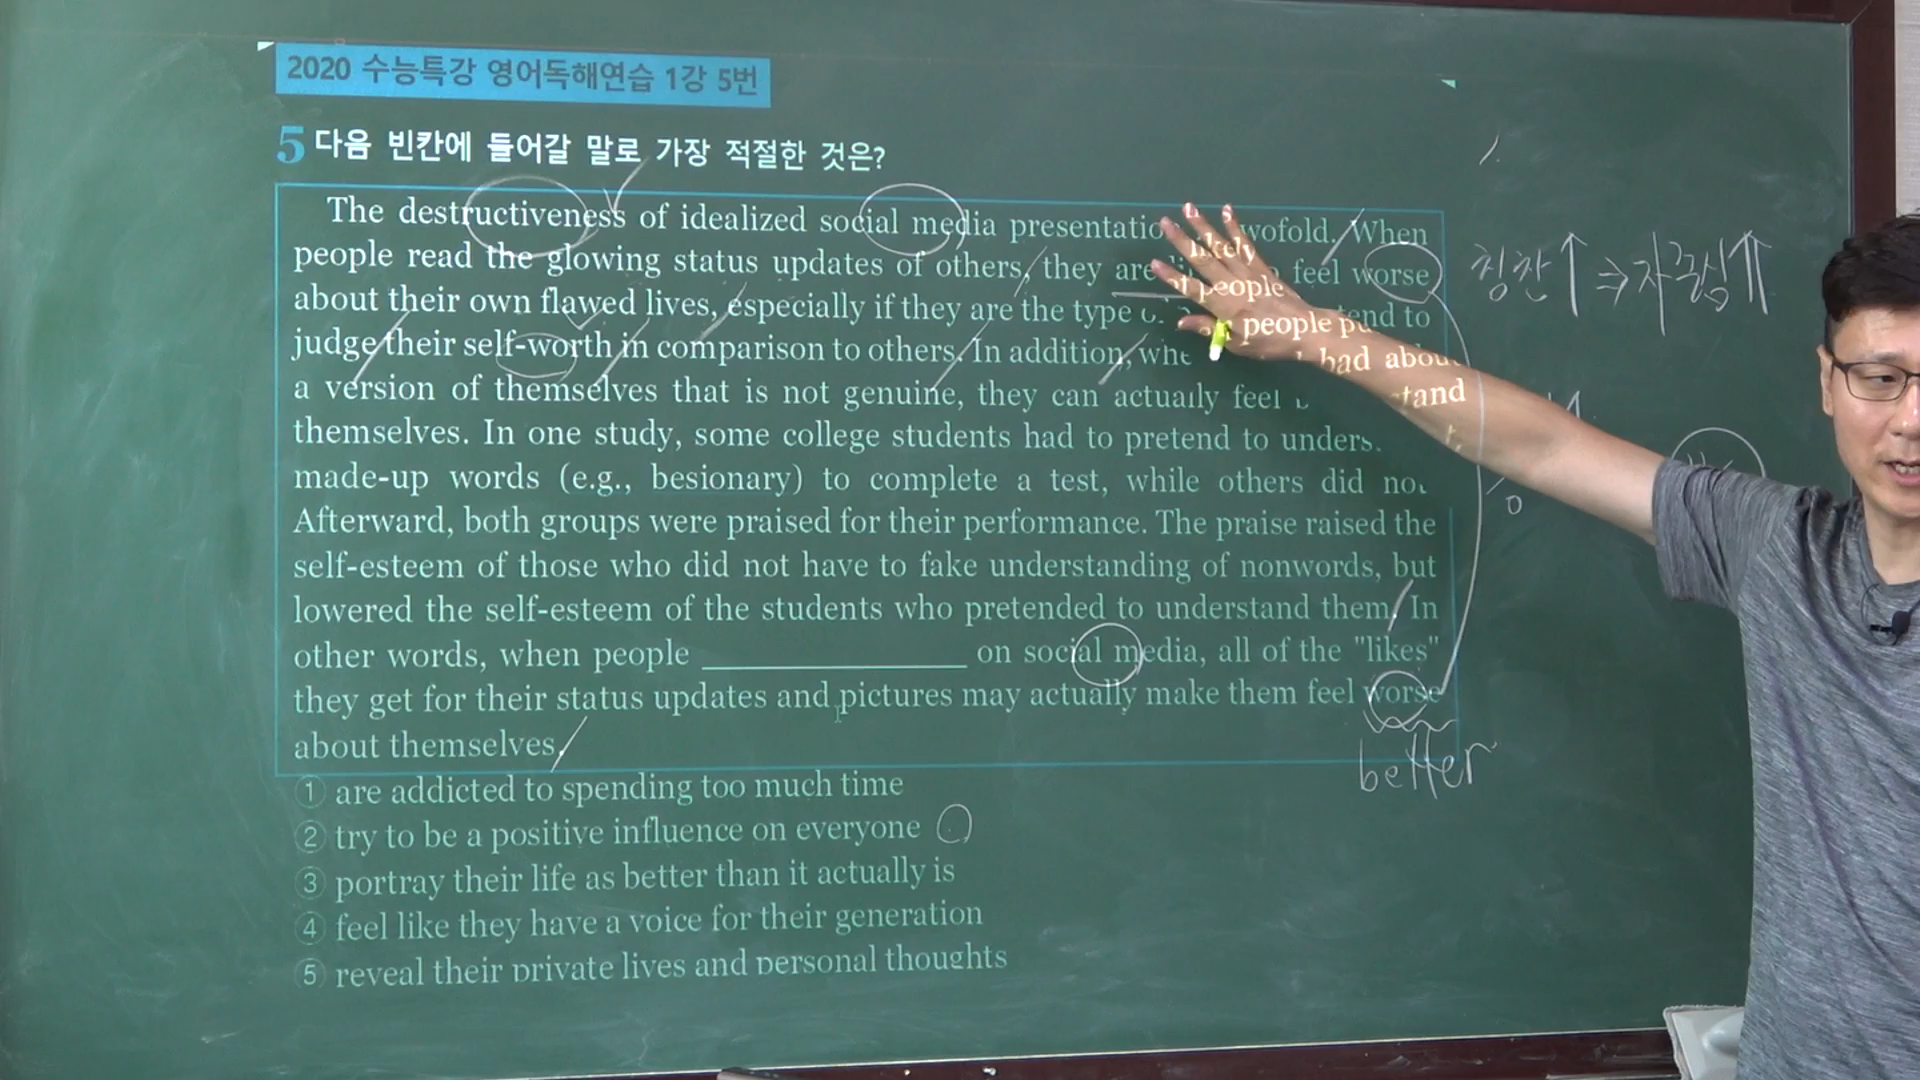 2020 수능특강 영어독해연습 1강 5번
5 다음 빈칸에 들어갈 말로 가장 적절한 것은?
The destructiveness of idealized social media presentatio wofold. When
people read the glowing status updates of others, they are likely feel worse
about their own flawed lives, especially if they are the type of people tend to
judge their self-worth in comparison to others. In addition, whe people pu
a version of themselves that is not genuine, they can actually feel bad about
themselves. In one study, some college students had to pretend to understand
made-up words (e.g., besionary) to complete a test, while others did not.
Afterward, both groups were praised for their performance. The praise raised the
self-esteem of those who did not have to fake understanding of nonwords, but
lowered the self-esteem of the students who pretended to understand them. In
other words, when people ____________ on social media, all of the "likes"
they get for their status updates and pictures may actually make them feel worse
about themselves.
better
① are addicted to spending too much time
② try to be a positive influence on everyone
③ portray their life as better than it actually is
④ feel like they have a voice for their generation
⑤ reveal their private lives and personal thoughts
칭찬↑ ⇒ 자긍심⇑